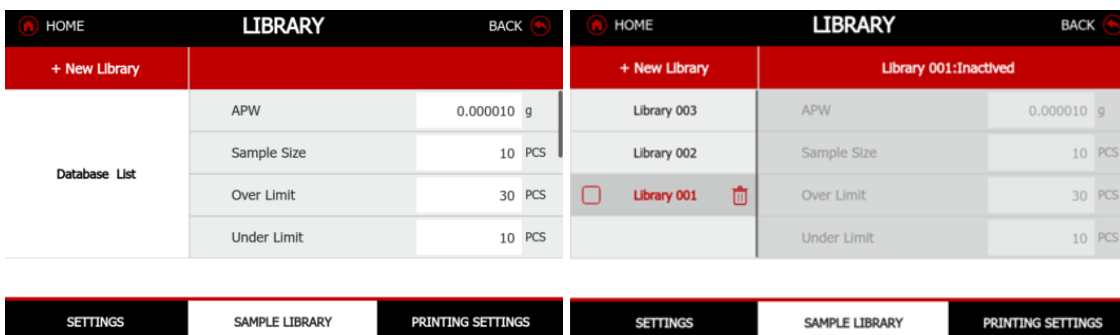 HOME LIBRARY BACK
+ New Library
Database List
APW 0.000010 g
Sample Size 10 PCS
Over Limit 30 PCS
Under Limit 10 PCS
SETTINGS SAMPLE LIBRARY PRINTING SETTINGS
HOME LIBRARY BACK
+ New Library Library 001:Inactived
Library 003 APW 0.000010 g
Library 002 Sample Size 10 PCS
Library 001 Over Limit 30 PCS
Under Limit 10 PCS
SETTINGS SAMPLE LIBRARY PRINTING SETTINGS